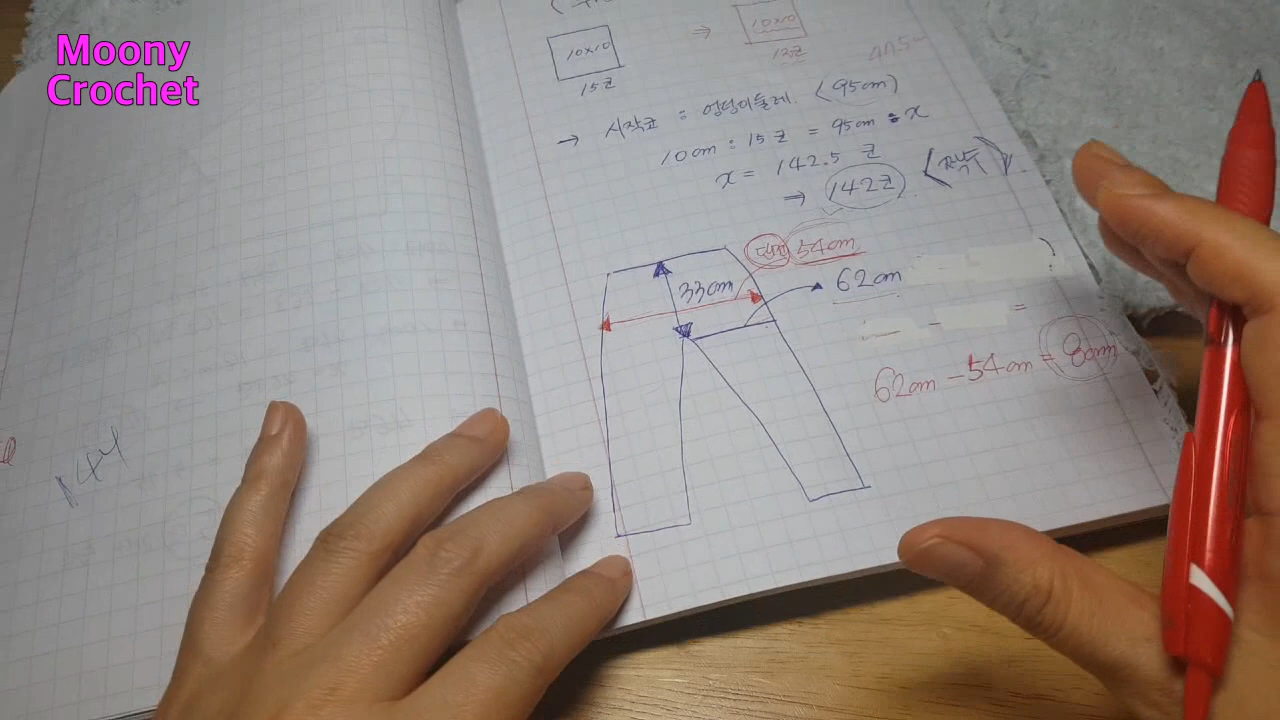 Moony
Crochet
10x10
15코
⇒
10x10
→ 시작코 : 엉덩이둘레. (95cm)
10cm : 15코 = 95cm : x
x = 142.5 코
⇒ 142코
54cm
33cm
62cm
62cm - 54cm = 8cm
144